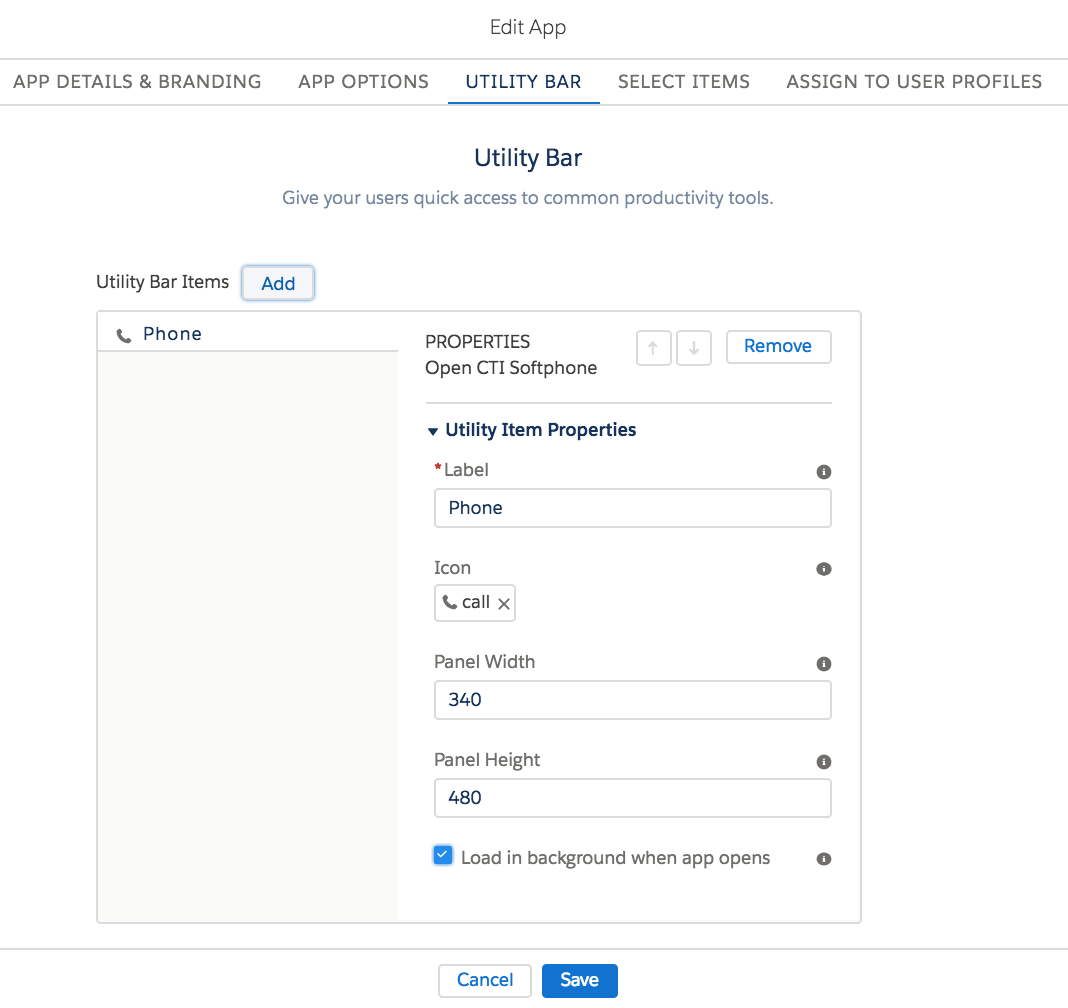 Edit App
APP DETAILS & BRANDING APP OPTIONS UTILITY BAR SELECT ITEMS ASSIGN TO USER PROFILES
Utility Bar
Give your users quick access to common productivity tools.
Utility Bar Items Add
Phone
PROPERTIES
Open CTI Softphone
Remove
Utility Item Properties
*Label
Phone
Icon
call
Panel Width
340
Panel Height
480
Load in background when app opens
Cancel Save